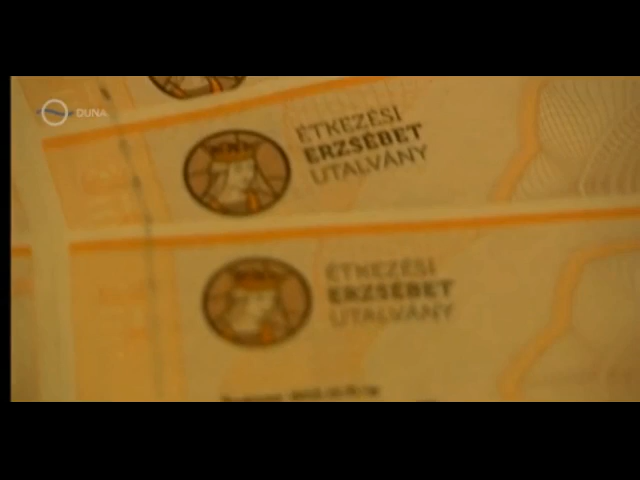 DUNA
ÉTKEZÉSI
ERZSÉBET
UTALVÁNY
ÉTKEZÉSI
ERZSÉBET
UTALVÁNY